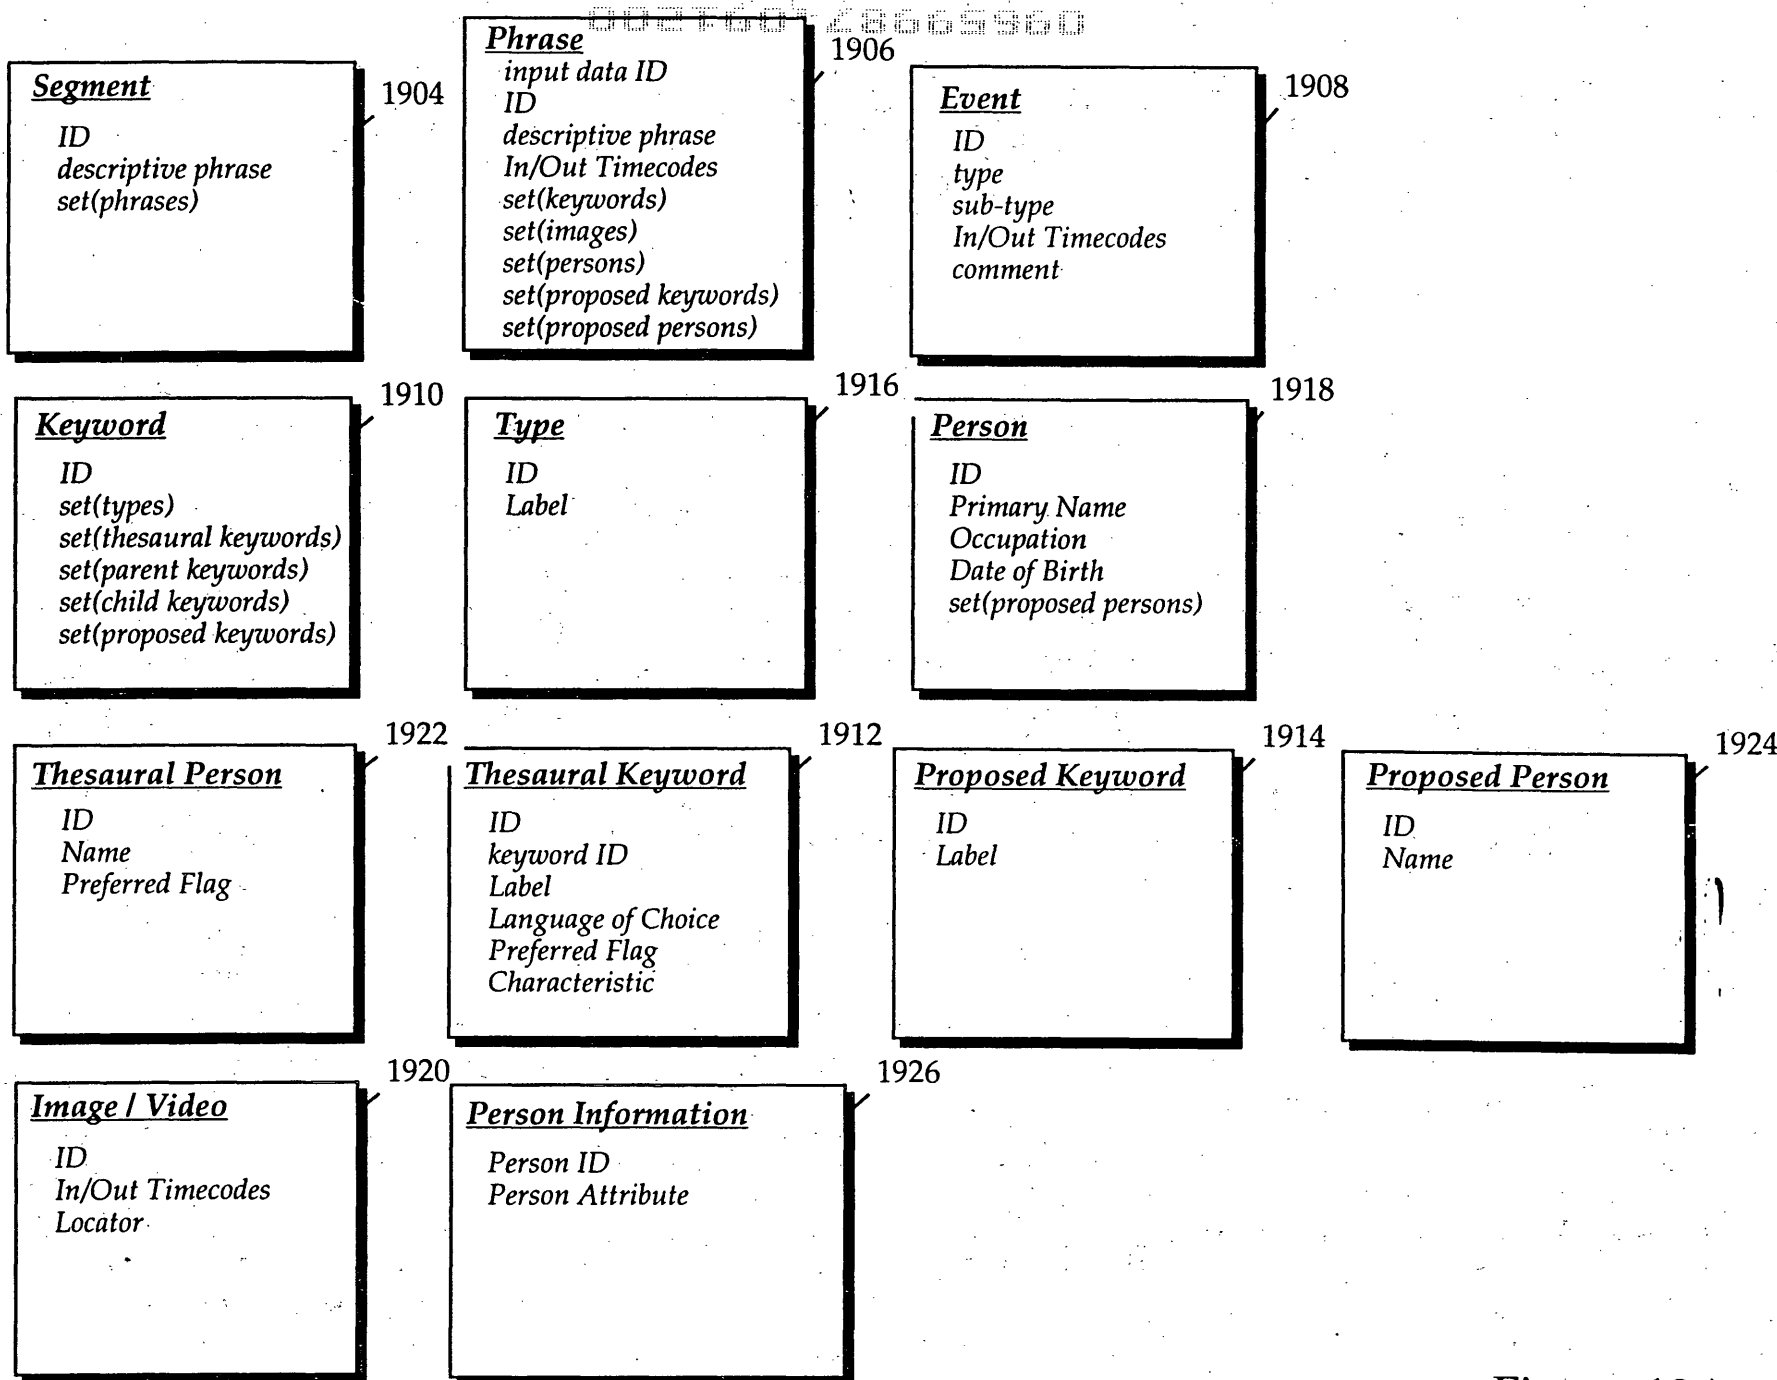 Segment
1904
ID
descriptive phrase
set(phrases)
Phrase
1906
input data ID
ID
descriptive phrase
In/Out Timecodes
set(keywords)
set(images)
set(persons)
set(proposed keywords)
set(proposed persons)
Event
1908
ID
type
sub-type
In/Out Timecodes
comment
Keyword
1910
ID
set(types)
set(thesaural keywords)
set(parent keywords)
set(child keywords)
set(proposed keywords)
Type
1916
ID
Label
Person
1918
ID
Primary Name
Occupation
Date of Birth
set(proposed persons)
Thesaural Person
1922
ID
Name
Preferred Flag
Thesaural Keyword
1912
ID
keyword ID
Label
Language of Choice
Preferred Flag
Characteristic
Proposed Keyword
1914
ID
Label
Proposed Person
1924
ID
Name
Image / Video
1920
ID
In/Out Timecodes
Locator
Person Information
1926
Person ID
Person Attribute